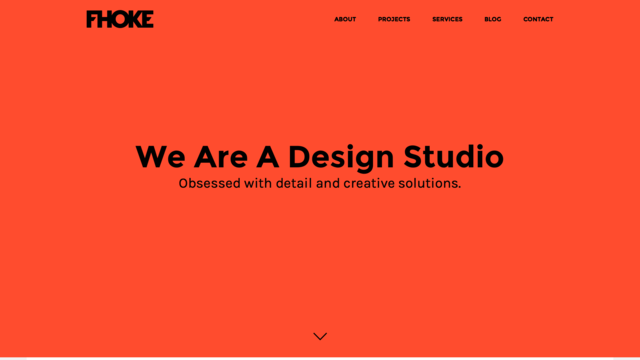 FHOKE
ABOUT PROJECTS SERVICES BLOG CONTACT
We Are A Design Studio
Obsessed with detail and creative solutions.